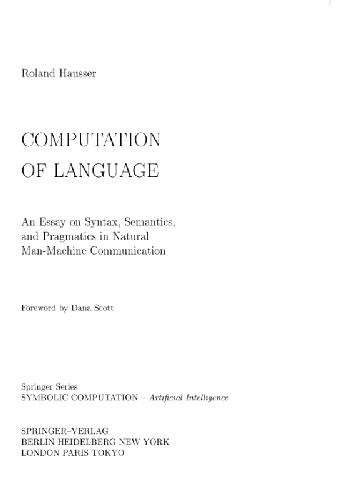 Roland Hausser
COMPUTATION
OF LANGUAGE
An Essay on Syntax, Semantics,
and Pragmatics in Natural
Man-Machine Communication
Foreword by Dana Scott
Springer Series
SYMBOLIC COMPUTATION – Artificial Intelligence
SPRINGER–VERLAG
BERLIN HEIDELBERG NEW YORK
LONDON PARIS TOKYO